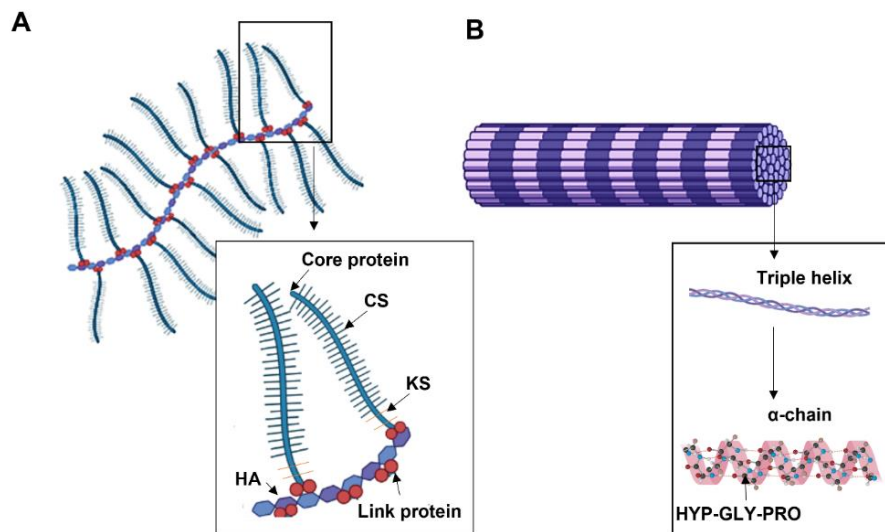 A
B
Core protein
CS
KS
HA
Link protein
Triple helix
α-chain
HYP-GLY-PRO